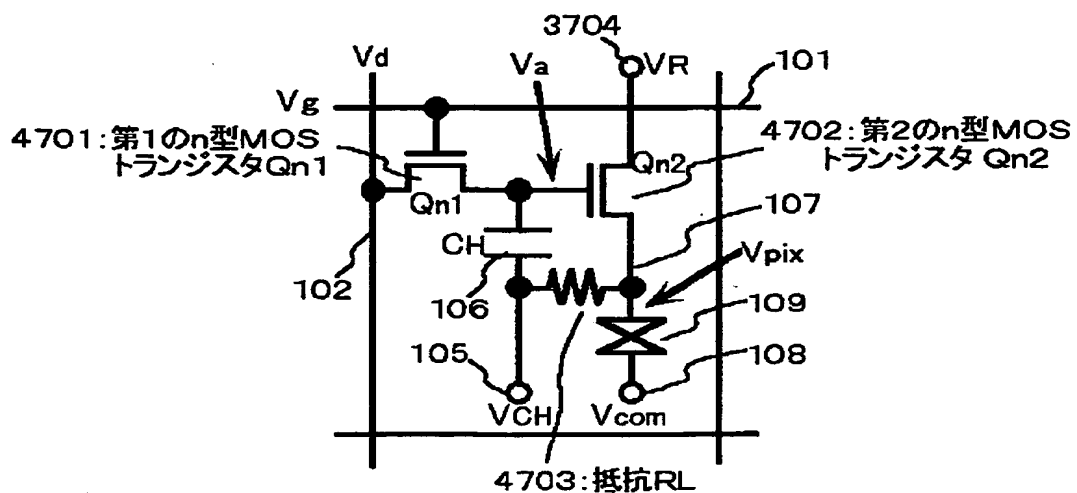 3704
Vd
Va
VR
101
Vg
4701:第1のn型MOS
トランジスタQn1
4702:第2のn型MOS
トランジスタ Qn2
Qn2
Qn1
107
CH
Vpix
102
106
109
105
108
VCH
Vcom
4703:抵抗RL